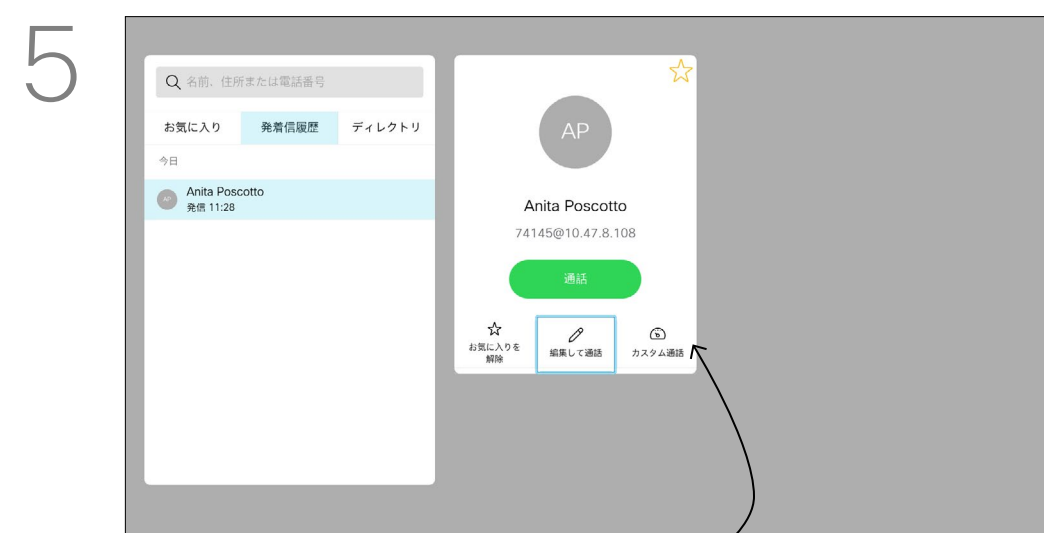 5
名前、住所または電話番号
お気に入り 発着信履歴 ディレクトリ
今日
AP
Anita Poscotto
発信 11:28
AP
Anita Poscotto
74145@10.47.8.108
通話
お気に入りを
解除
編集して通話
カスタム通話